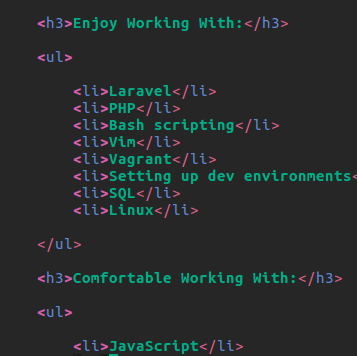 <h3>Enjoy Working With:</h3>
<ul>
<li>Laravel</li>
<li>PHP</li>
<li>Bash scripting</li>
<li>Vim</li>
<li>Vagrant</li>
<li>Setting up dev environments<
<li>SQL</li>
<li>Linux</li>
</ul>
<h3>Comfortable Working With:</h3>
<ul>
<li>JavaScript</li>